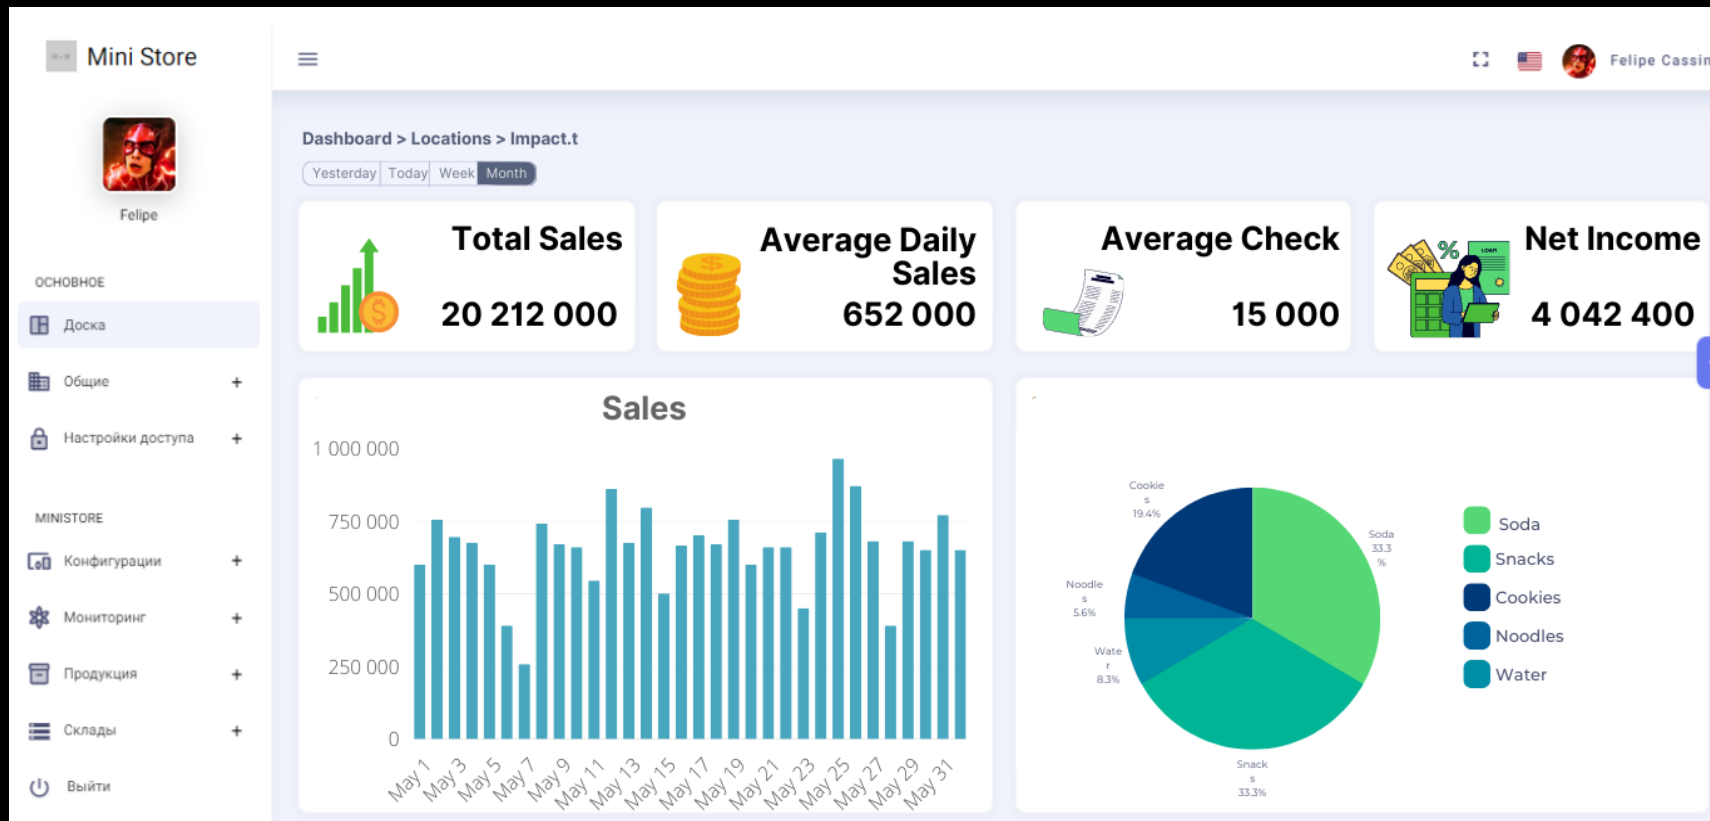 Mini Store
Felipe Cassin
Felipe
ОСНОВНОЕ
Доска
Общие +
Настройки доступа +
MINISTORE
Конфигурации +
Мониторинг +
Продукция +
Склады +
Выйти
Dashboard > Locations > Impact.t
Yesterday Today Week Month
Total Sales
20 212 000
$
Average Daily
Sales
652 000
$
Average Check
15 000
Net Income
4 042 400
%
LOAN
Sales
1 000 000
750 000
500 000
250 000
0
May 1 May 3 May 5 May 7 May 9 May 11 May 13 May 15 May 17 May 19 May 21 May 23 May 25 May 27 May 29 May 31
Cookie
s
19.4%
Soda
33.3
%
Noodle
s
5.6%
Wate
r
8.3%
Snack
s
33.3%
Soda
Snacks
Cookies
Noodles
Water